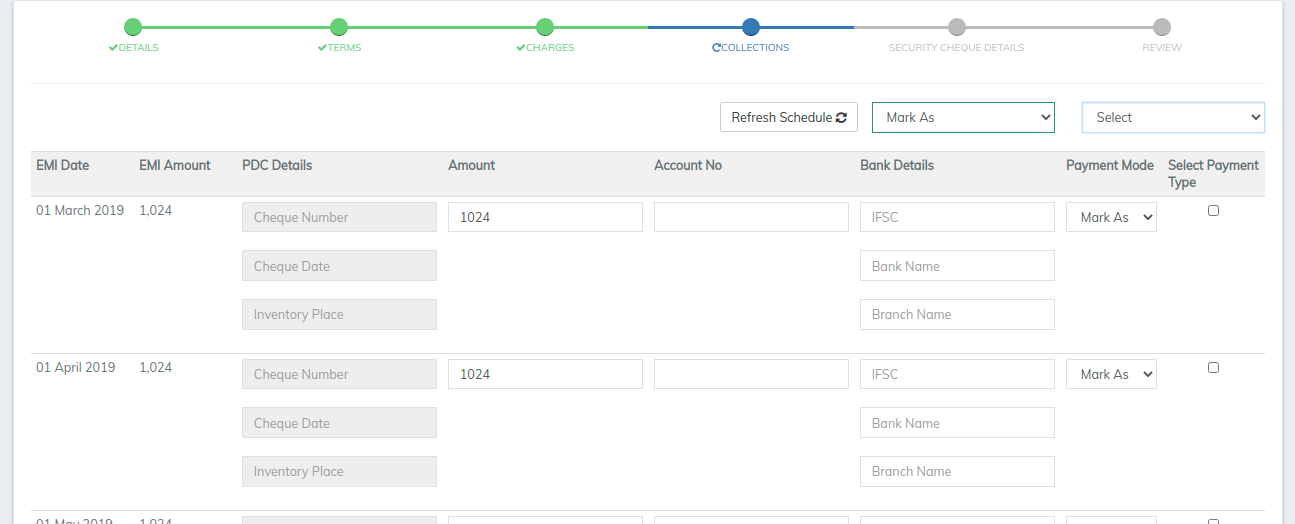 DETAILS
TERMS
CHARGES
COLLECTIONS
SECURITY CHEQUE DETAILS
REVIEW
Refresh Schedule
Mark As
Select
EMI Date
EMI Amount
PDC Details
Amount
Account No
Bank Details
Payment Mode
Select Payment
Type
01 March 2019
1,024
Cheque Number
1024
IFSC
Mark As
Cheque Date
Bank Name
Inventory Place
Branch Name
01 April 2019
1,024
Cheque Number
1024
IFSC
Mark As
Cheque Date
Bank Name
Inventory Place
Branch Name
01 May 2019
1,024